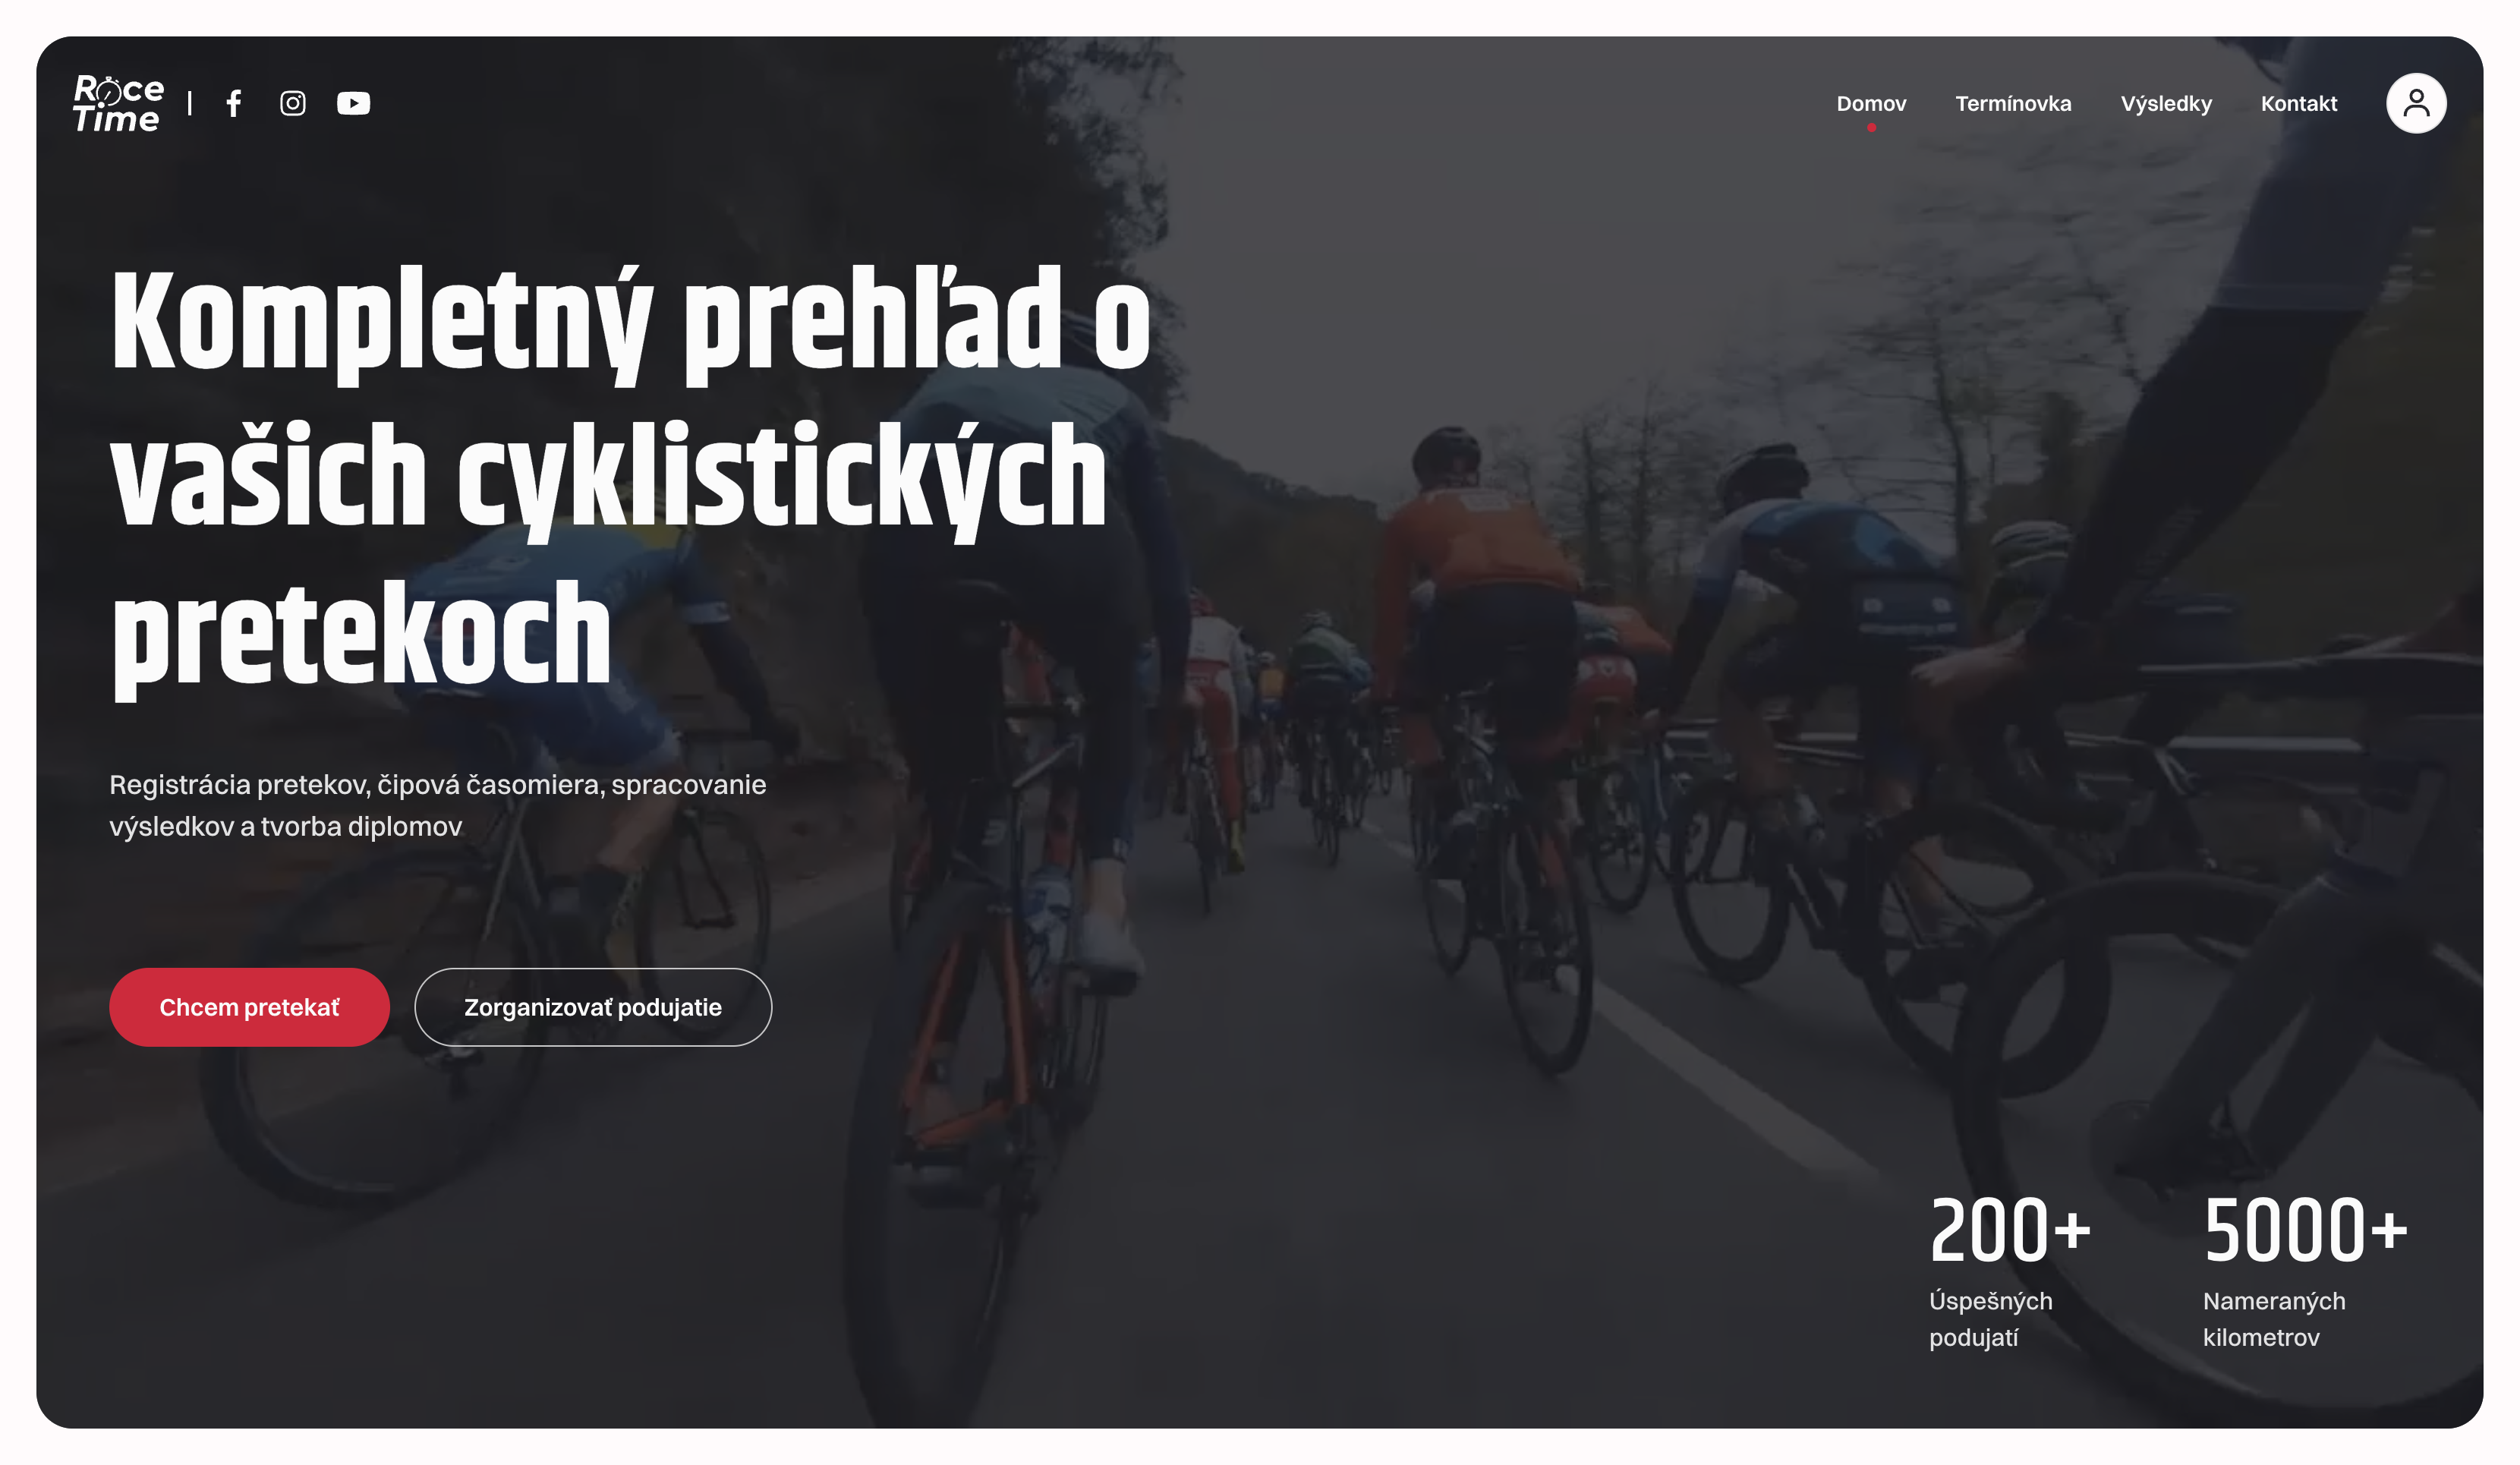 Race
Time
Domov
Termínovka
Výsledky
Kontakt
Kompletný prehľad o
vašich cyklistických
pretekoch
Registrácia pretekov, čipová časomiera, spracovanie
výsledkov a tvorba diplomov
Chcem pretekať
Zorganizovať podujatie
200+
Úspešných
podujatí
5000+
Nameraných
kilometrov